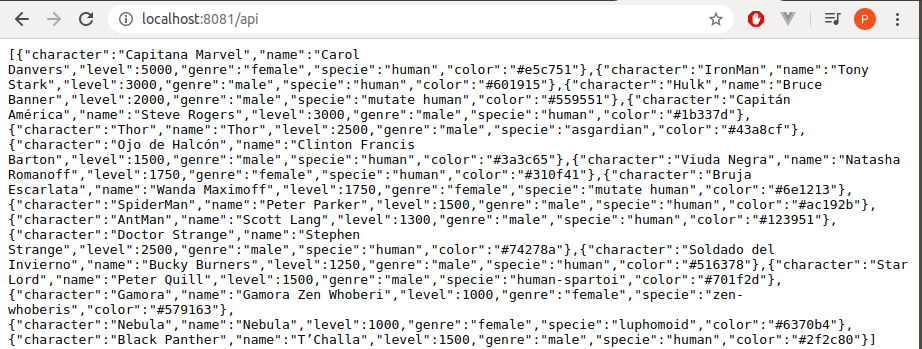 localhost:8081/api
P
[{"character":"Capitana Marvel","name":"Carol
Danvers","level":5000,"genre":"female","specie":"human","color":"#e5c751"},{"character":"IronMan","name":"Tony
Stark","level":3000,"genre":"male","specie":"human","color":"#601915"},{"character":"Hulk","name":"Bruce
Banner","level":2000,"genre":"male","specie":"mutate human","color":"#559551"},{"character":"Capitán
América","name":"Steve Rogers","level":3000,"genre":"male","specie":"human","color":"#1b337d"},
{"character":"Thor","name":"Thor","level":2500,"genre":"male","specie":"asgardian","color":"#43a8cf"},
{"character":"Ojo de Halcón","name":"Clinton Francis
Barton","level":1500,"genre":"male","specie":"human","color":"#3a3c65"},{"character":"Viuda Negra","name":"Natasha
Romanoff","level":1750,"genre":"female","specie":"human","color":"#310f41"},{"character":"Bruja
Escarlata","name":"Wanda Maximoff","level":1750,"genre":"female","specie":"mutate human","color":"#6e1213"},
{"character":"SpiderMan","name":"Peter Parker","level":1500,"genre":"male","specie":"human","color":"#ac192b"},
{"character":"AntMan","name":"Scott Lang","level":1300,"genre":"male","specie":"human","color":"#123951"},
{"character":"Doctor Strange","name":"Stephen
Strange","level":2500,"genre":"male","specie":"human","color":"#74278a"},{"character":"Soldado del
Invierno","name":"Bucky Burners","level":1250,"genre":"male","specie":"human","color":"#516378"},{"character":"Star
Lord","name":"Peter Quill","level":1500,"genre":"male","specie":"human-spartoi","color":"#701f2d"},
{"character":"Gamora","name":"Gamora Zen Whoberi","level":1000,"genre":"female","specie":"zen-
whoberis","color":"#579163"},
{"character":"Nebula","name":"Nebula","level":1000,"genre":"female","specie":"luphomoid","color":"#6370b4"},
{"character":"Black Panther","name":"T’Challa","level":1500,"genre":"male","specie":"human","color":"#2f2c80"}]